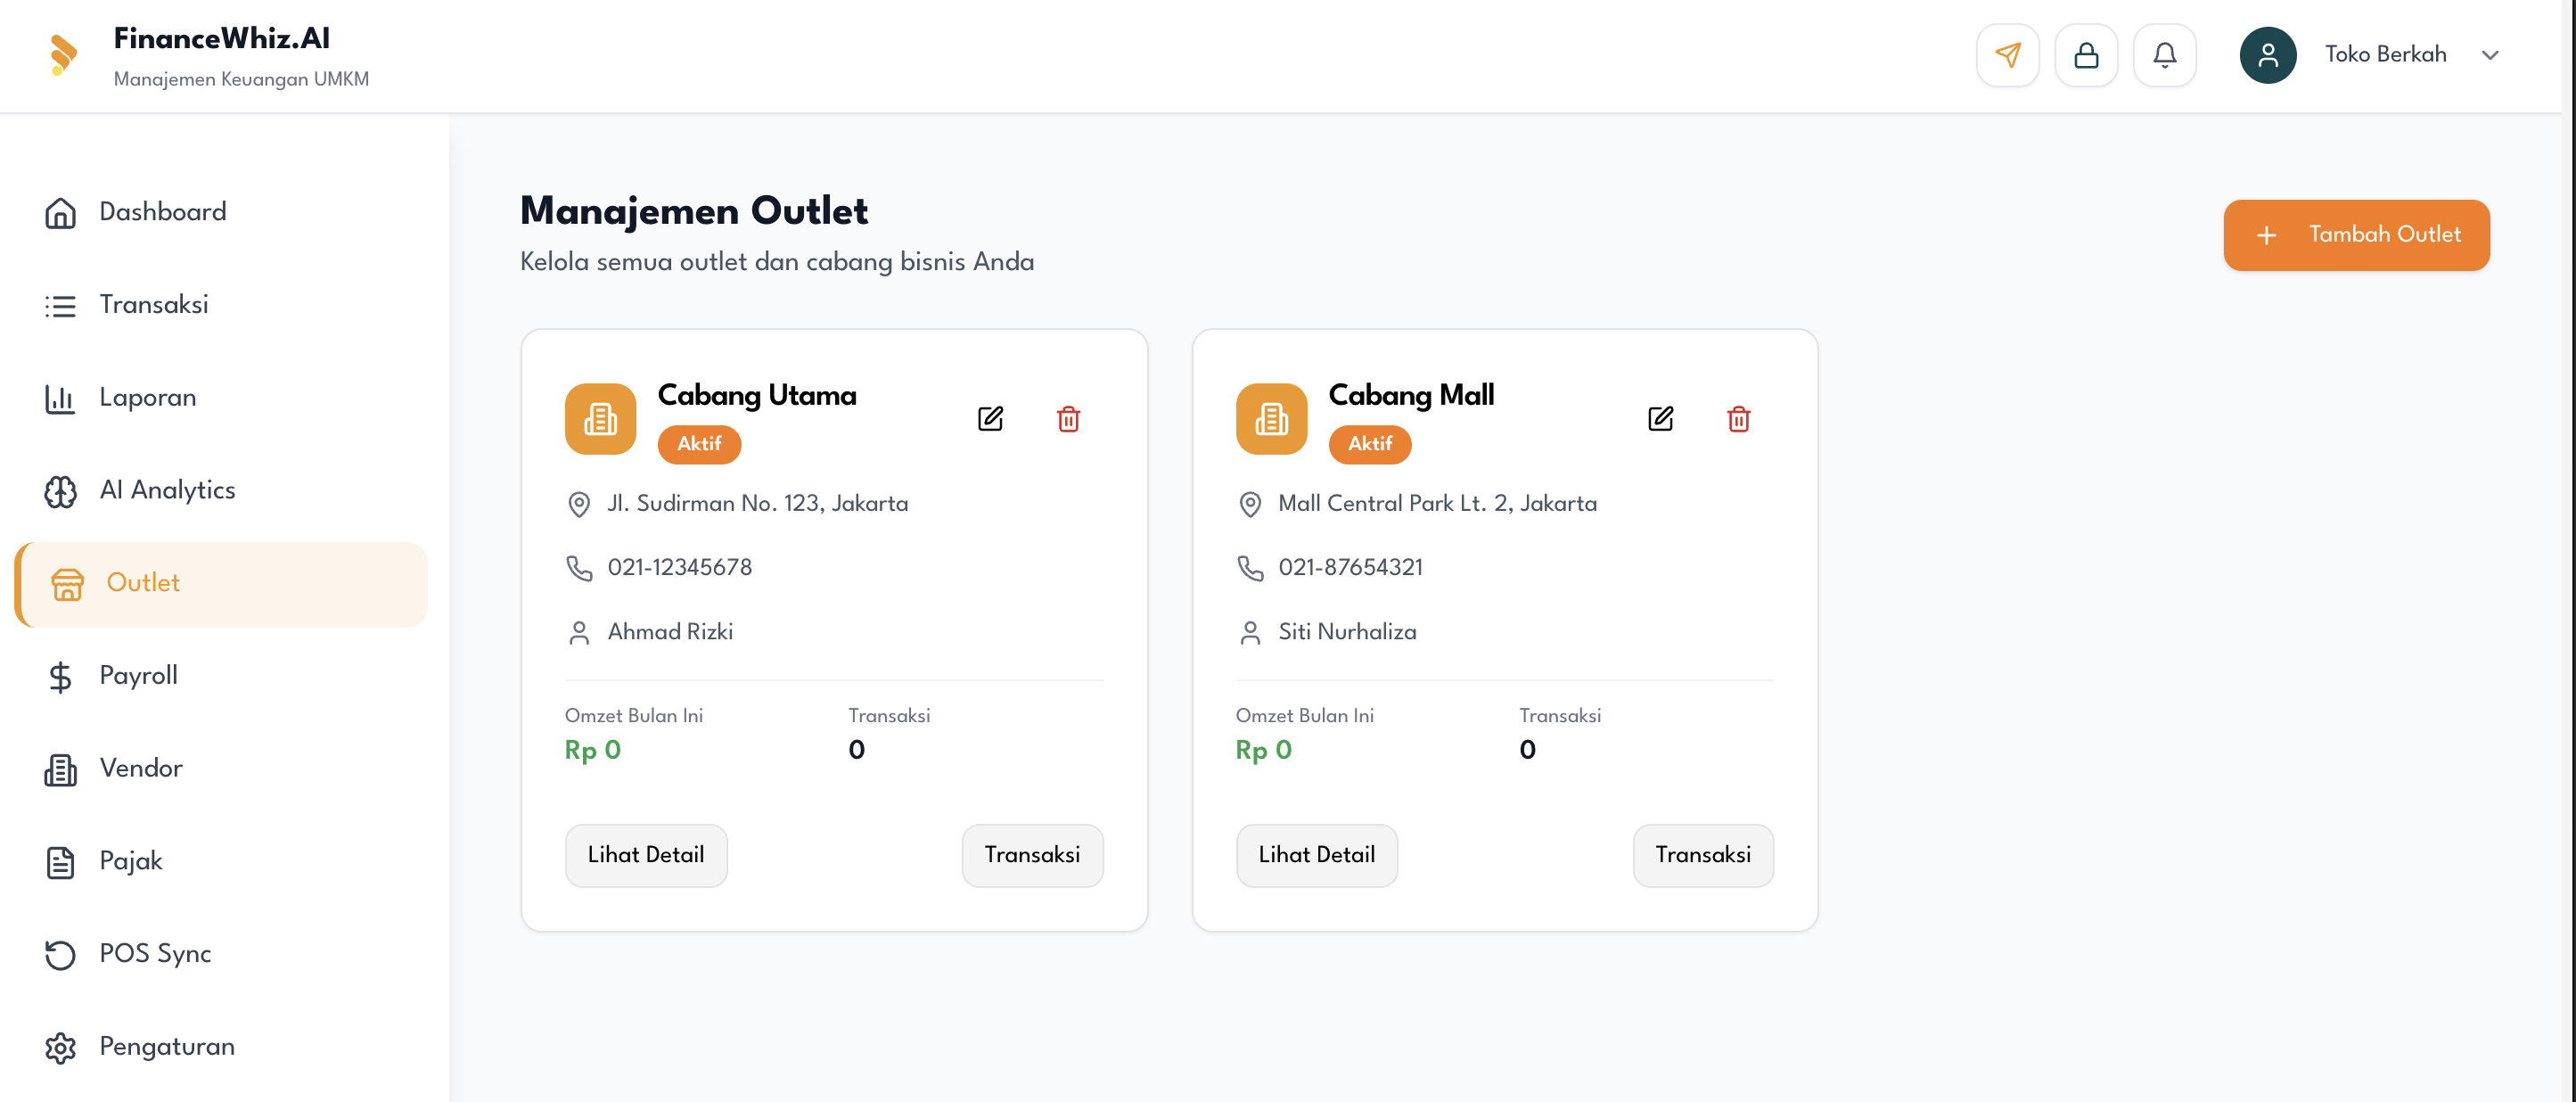 FinanceWhiz.AI
Manajemen Keuangan UMKM
Toko Berkah
Dashboard
Transaksi
Laporan
AI Analytics
Outlet
Payroll
Vendor
Pajak
POS Sync
Pengaturan
Manajemen Outlet
Kelola semua outlet dan cabang bisnis Anda
Tambah Outlet
Cabang Utama
Aktif
Jl. Sudirman No. 123, Jakarta
021-12345678
Ahmad Rizki
Omzet Bulan Ini
Transaksi
Rp 0
0
Lihat Detail
Transaksi
Cabang Mall
Aktif
Mall Central Park Lt. 2, Jakarta
021-87654321
Siti Nurhaliza
Omzet Bulan Ini
Transaksi
Rp 0
0
Lihat Detail
Transaksi